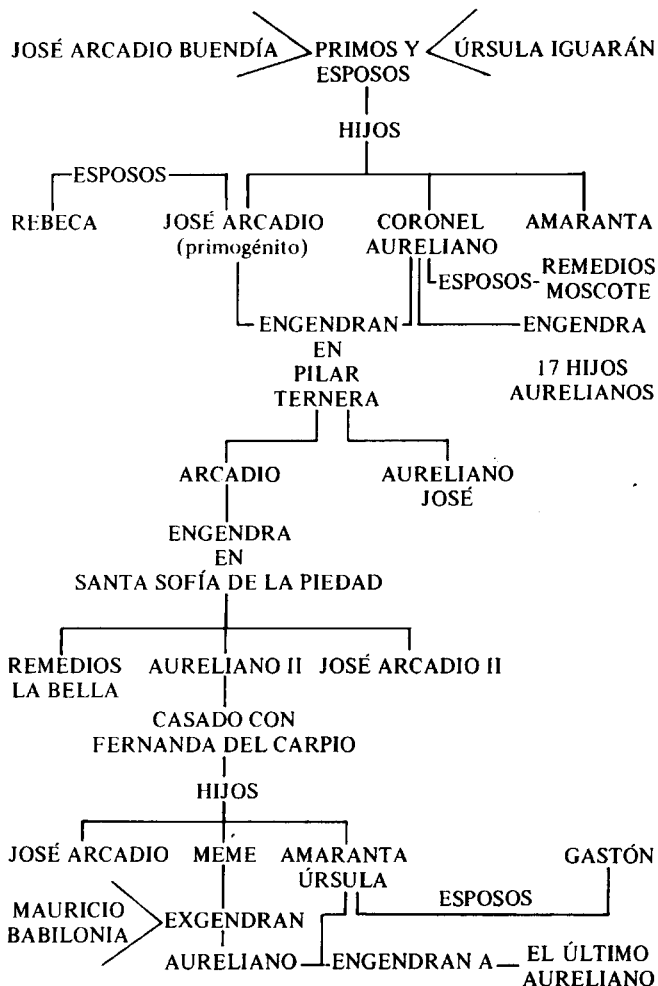 JOSÉ ARCADIO BUENDÍA PRIMOS Y ÚRSULA IGUARÁN
ESPOSOS
HIJOS
ESPOSOS
REBECA JOSÉ ARCADIO CORONEL AMARANTA
(primogénito) AURELIANO
ESPOSOS- REMEDIOS
MOSCOTE
ENGENDRAN ENGENDRA
EN
PILAR 17 HIJOS
TERNERA AURELIANOS
ARCADIO AURELIANO
JOSÉ
ENGENDRA
EN
SANTA SOFÍA DE LA PIEDAD
REMEDIOS AURELIANO II JOSÉ ARCADIO II
LA BELLA
CASADO CON
FERNANDA DEL CARPIO
HIJOS
JOSÉ ARCADIO MEME AMARANTA GASTÓN
ÚRSULA
ESPOSOS
MAURICIO EXGENDRAN
BABILONIA
AURELIANO ENGENDRAN A EL ÚLTIMO
AURELIANO